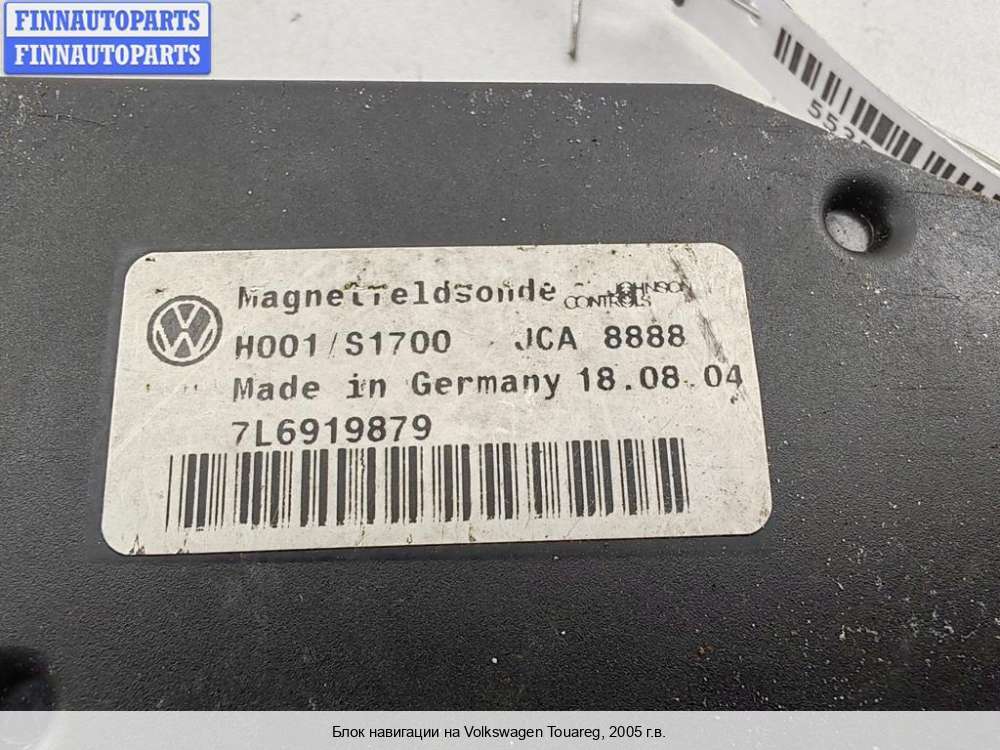 FINNAUTOPARTS
FINNAUTOPARTS
Magnetfeldsonde JOHNSON CONTROLS
H001/S1700 JCA 8888
Made in Germany 18.08.04
7L6919879
Блок навигации на Volkswagen Touareg, 2005 г.в.